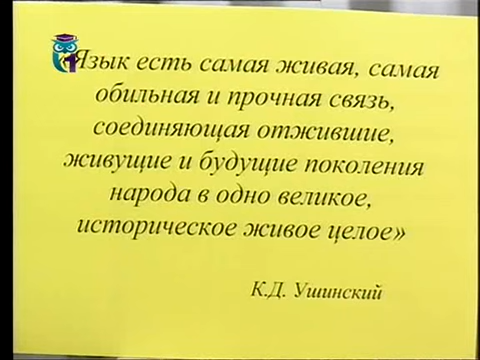 Язык есть самая живая, самая
обильная и прочная связь,
соединяющая отжившие,
живущие и будущие поколения
народа в одно великое,
историческое живое целое»
К.Д. Ушинский